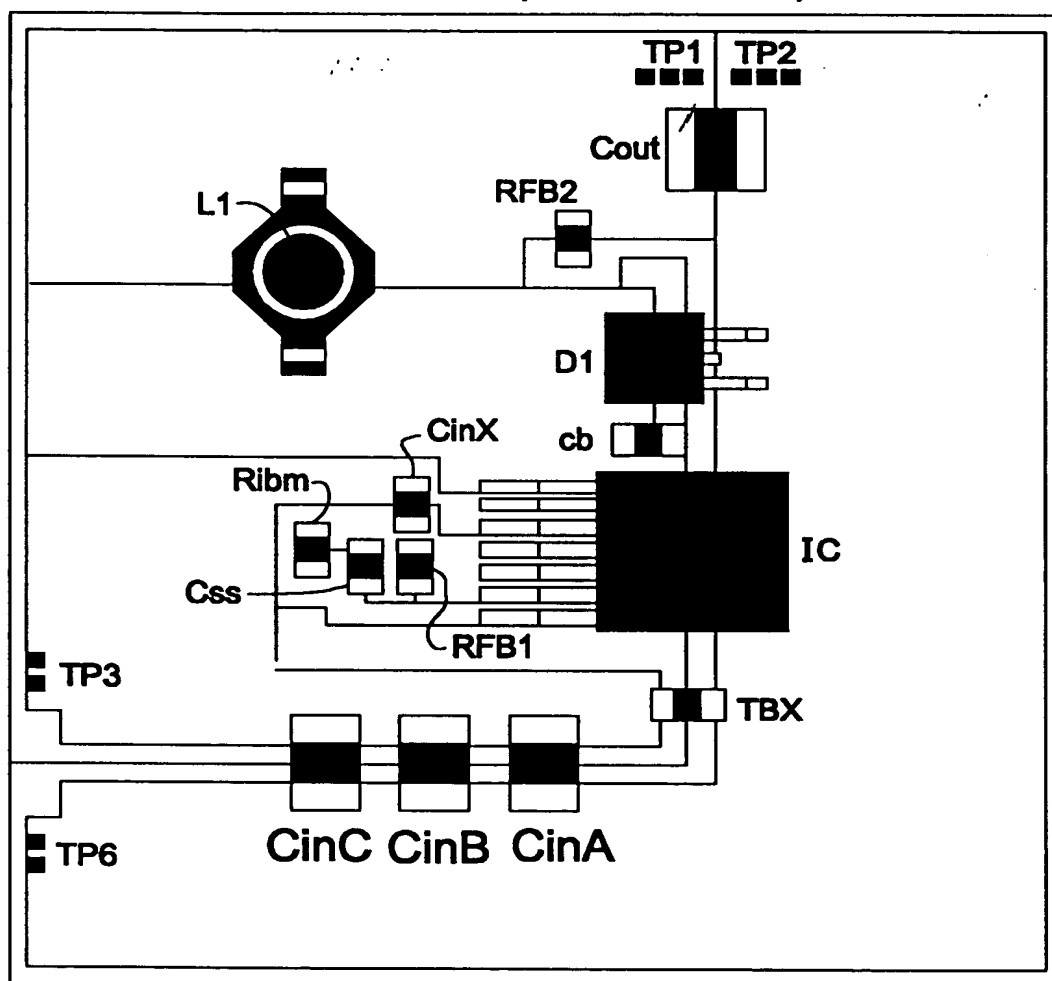 TP1 TP2
Cout
RFB2
L1
D1
CinX
cb
Ribm
IC
Css
RFB1
TP3
TBX
CinC CinB CinA
TP6